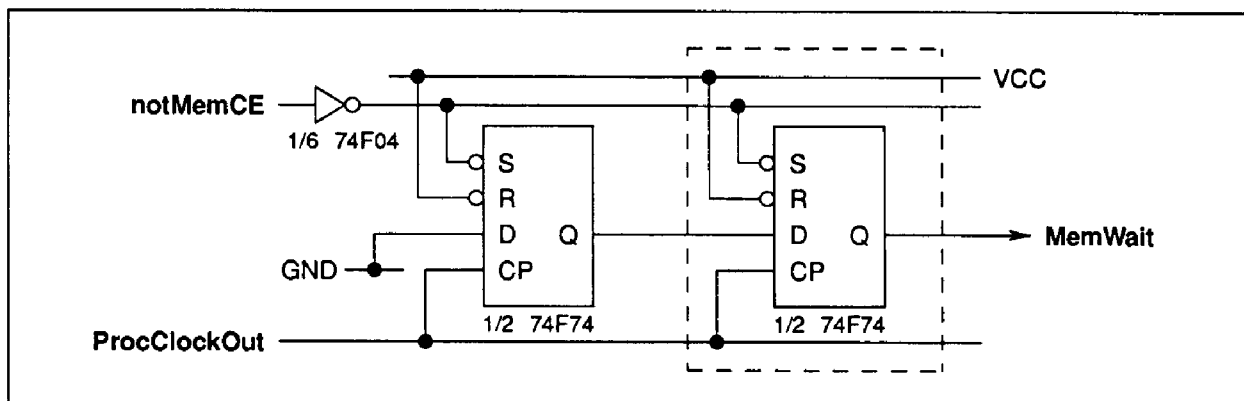 VCC
notMemCE
1/6 74F04
S
S
R
R
D Q
D Q
MemWait
GND
CP
CP
1/2 74F74
1/2 74F74
ProcClockOut